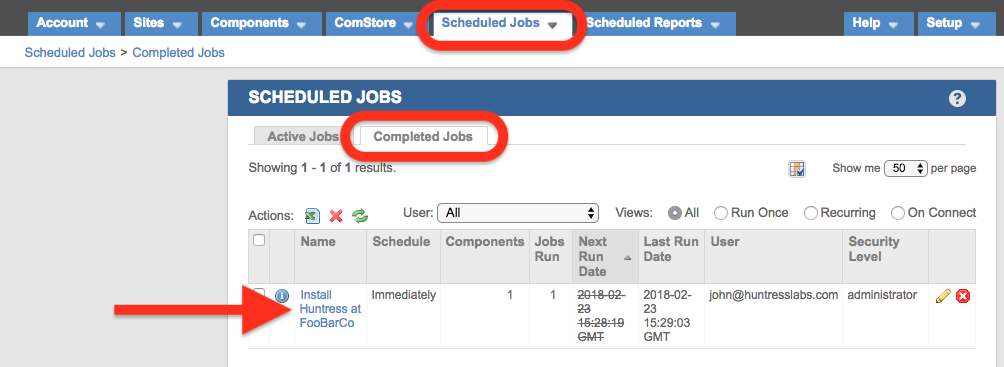 Account Sites Components ComStore Scheduled Jobs Scheduled Reports Help Setup
Scheduled Jobs > Completed Jobs
SCHEDULED JOBS ?
Active Jobs Completed Jobs
Showing 1 - 1 of 1 results. Show me 50 per page
Actions: User: All Views: All Run Once Recurring On Connect
Name Schedule Components Jobs Run Next Run Date Last Run Date User Security Level
Install Huntress at FooBarCo Immediately 1 1 2018-02-23 15:28:19 GMT 2018-02-23 15:29:03 GMT john@huntresslabs.com administrator